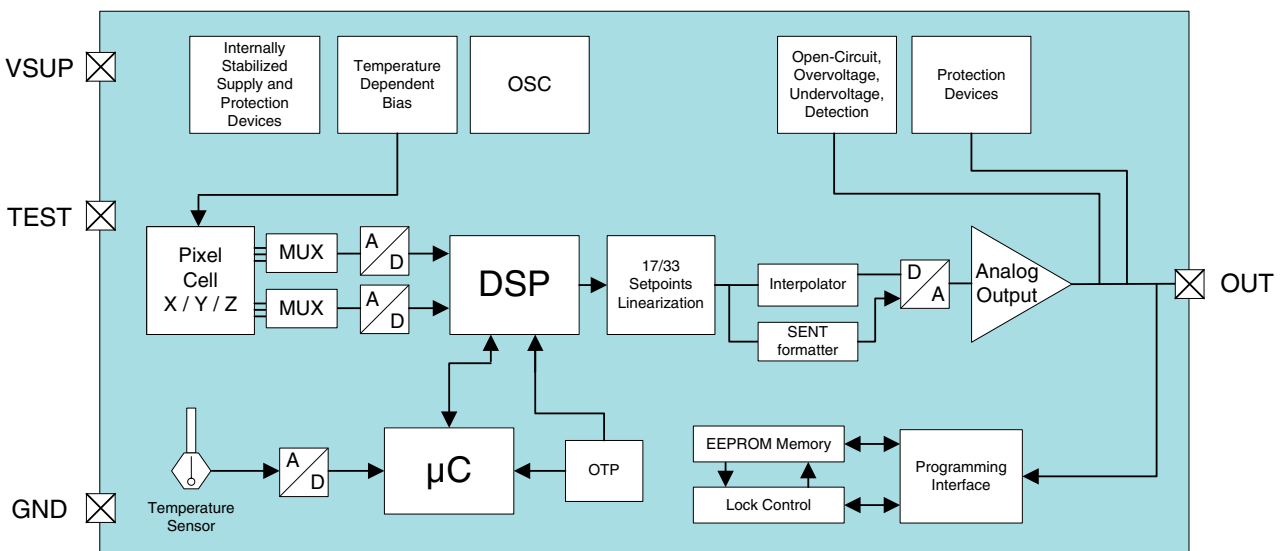 VSUP
TEST
GND
OUT
Internally
Stabilized
Supply and
Protection
Devices
Temperature
Dependent
Bias
OSC
Open-Circuit,
Overvoltage,
Undervoltage,
Detection
Protection
Devices
Pixel
Cell
X / Y / Z
MUX
A
D
MUX
A
D
DSP
17/33
Setpoints
Linearization
Interpolator
SENT
formatter
D
A
Analog
Output
Temperature
Sensor
A
D
µC
OTP
EEPROM Memory
Lock Control
Programming
Interface